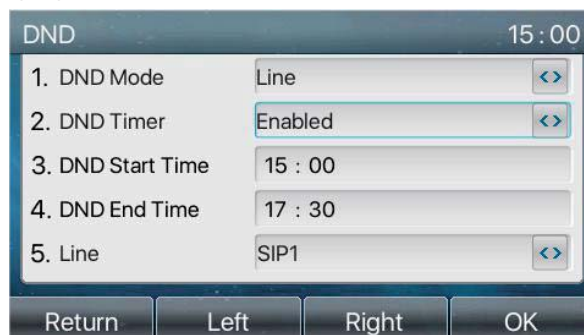 DND 15:00
1. DND Mode Line <>
2. DND Timer Enabled <>
3. DND Start Time 15 : 00
4. DND End Time 17 : 30
5. Line SIP1 <>
Return Left Right OK